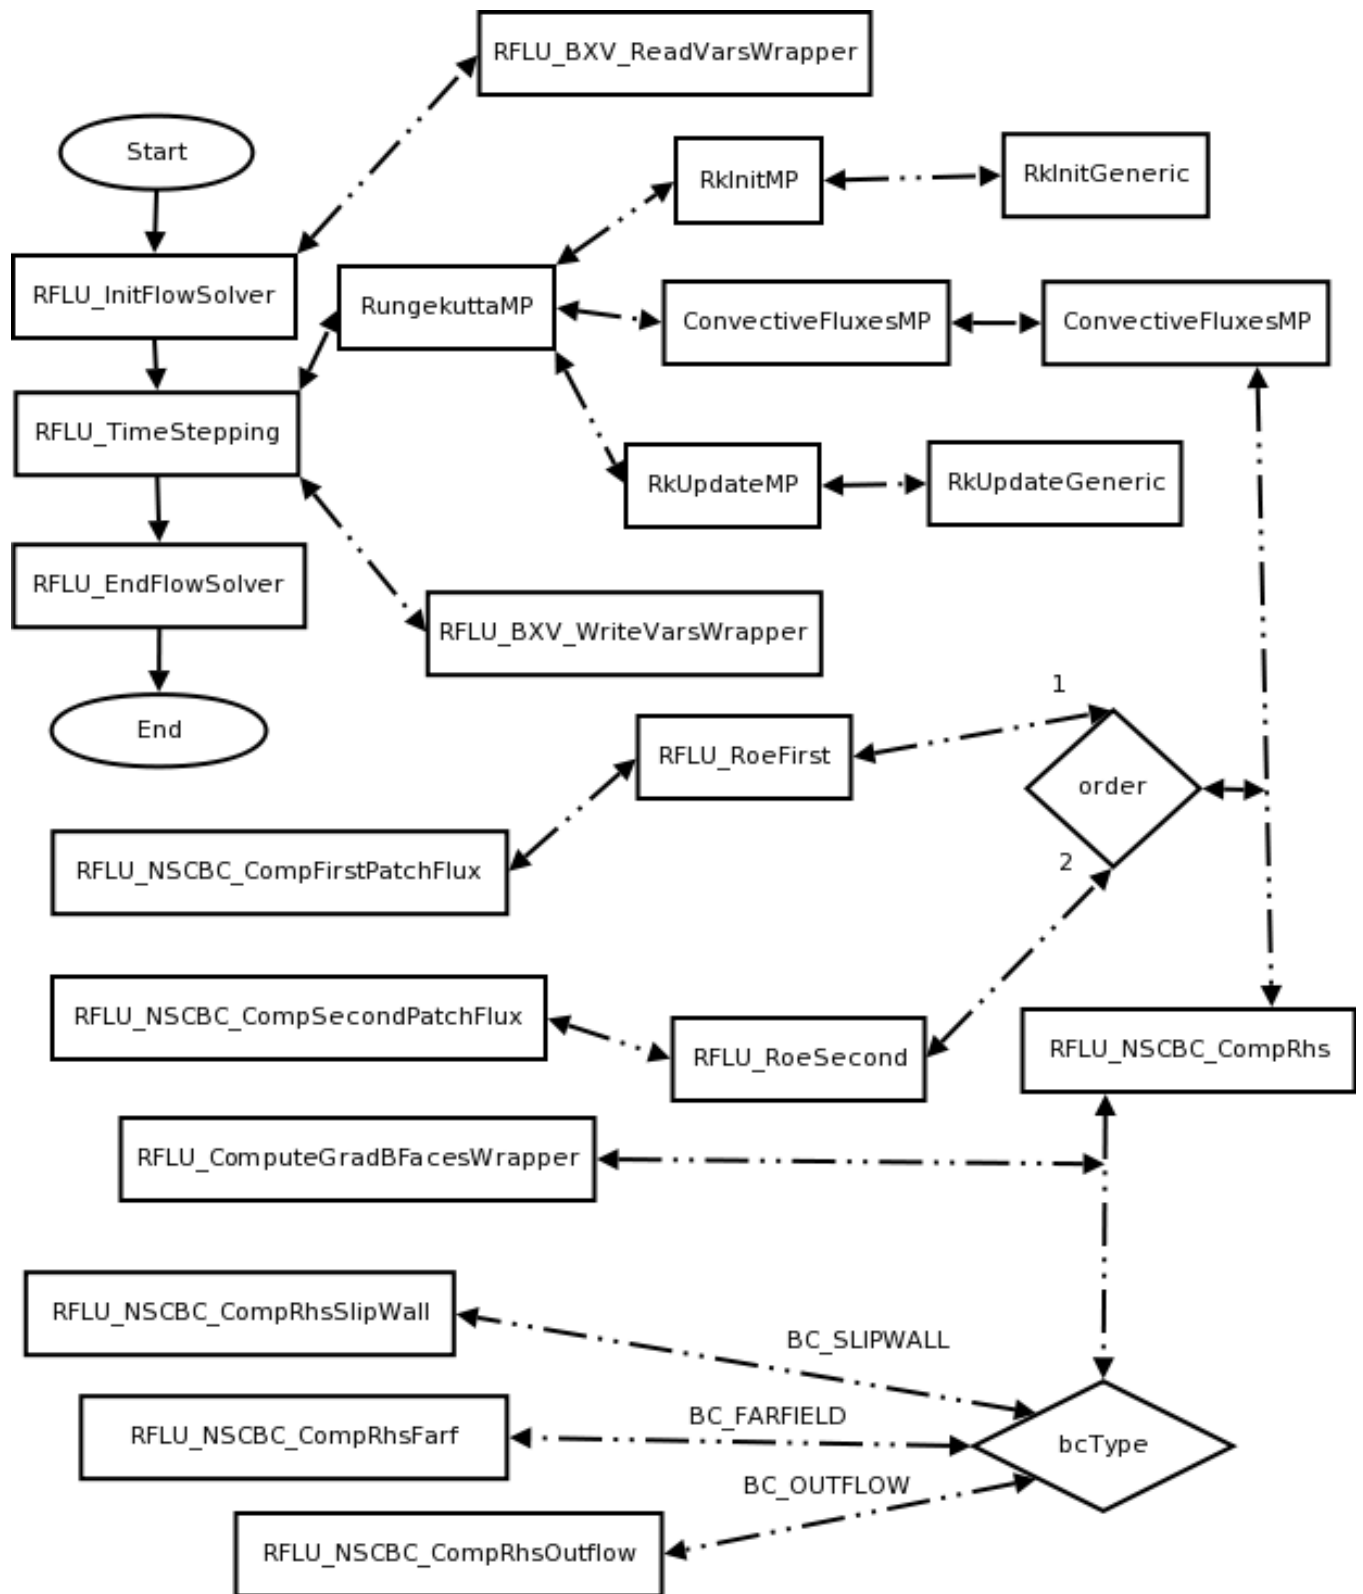 RFLU_BXV_ReadVarsWrapper
Start
RkInitMP
RkInitGeneric
RFLU_InitFlowSolver
RungekuttaMP
ConvectiveFluxesMP
ConvectiveFluxesMP
RFLU_TimeStepping
RkUpdateMP
RkUpdateGeneric
RFLU_EndFlowSolver
RFLU_BXV_WriteVarsWrapper
1
End
RFLU_RoeFirst
order
2
RFLU_NSCBC_CompFirstPatchFlux
RFLU_NSCBC_CompSecondPatchFlux
RFLU_RoeSecond
RFLU_NSCBC_CompRhs
RFLU_ComputeGradBFacesWrapper
RFLU_NSCBC_CompRhsSlipWall
BC_SLIPWALL
BC_FARFIELD
RFLU_NSCBC_CompRhsFarf
bcType
BC_OUTFLOW
RFLU_NSCBC_CompRhsOutflow